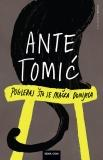 ANTE
TOMIĆ
POGLEDAJ ŠTO JE MAČKA DONIJELA